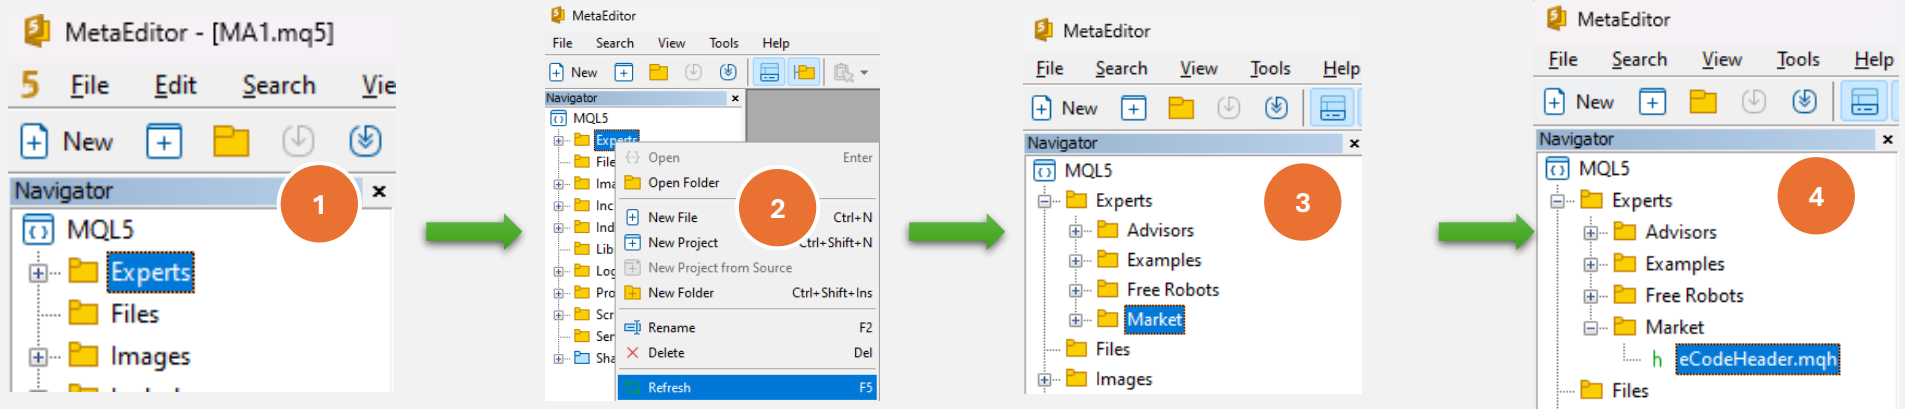 MetaEditor - [MA1.mq5]
5 File Edit Search Vie
New
Navigator
1
MQL5
Experts
Files
Images
MetaEditor
File Search View Tools Help
New
Navigator
MQL5
Experts
File
Ima
Inc
Ind
Lib
Log
Pro
Scr
Ser
Sha
Open Enter
Open Folder
2
New File Ctrl+N
New Project Ctrl+Shift+N
New Project from Source
New Folder Ctrl+Shift+Ins
Rename F2
Delete Del
Refresh F5
MetaEditor
File Search View Tools Help
New
Navigator
MQL5
3
Experts
Advisors
Examples
Free Robots
Market
Files
Images
MetaEditor
File Search View Tools Help
New
Navigator
MQL5
4
Experts
Advisors
Examples
Free Robots
Market
h eCodeHeader.mqh
Files